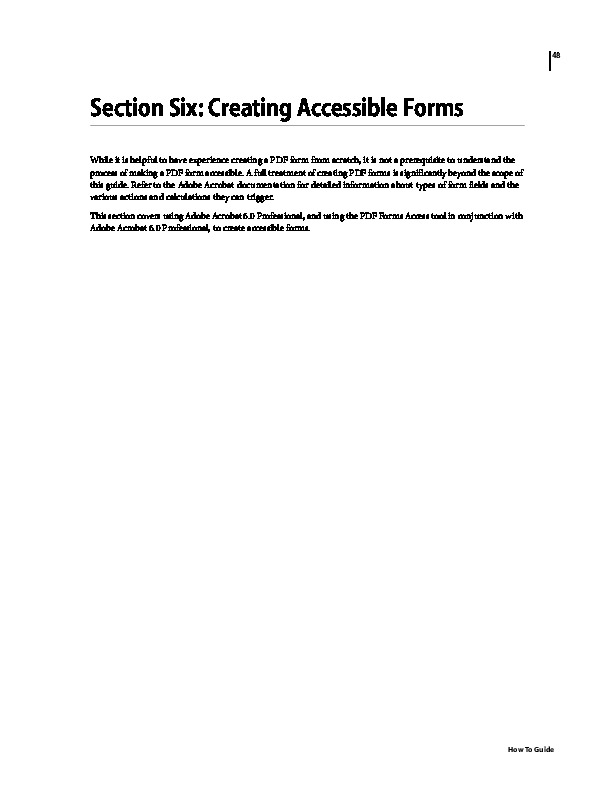 48
Section Six: Creating Accessible Forms
While it is helpful to have experience creating a PDF form from scratch, it is not a prerequisite to understand the
process of making a PDF form accessible. A full treatment of creating PDF forms is significantly beyond the scope of
this guide. Refer to the Adobe Acrobat documentation for detailed information about types of form fields and the
various actions and calculations they can trigger.
This section covers using Adobe Acrobat 6.0 Professional, and using the PDF Forms Access tool in conjunction with
Adobe Acrobat 6.0 Professional, to create accessible forms.
How To Guide